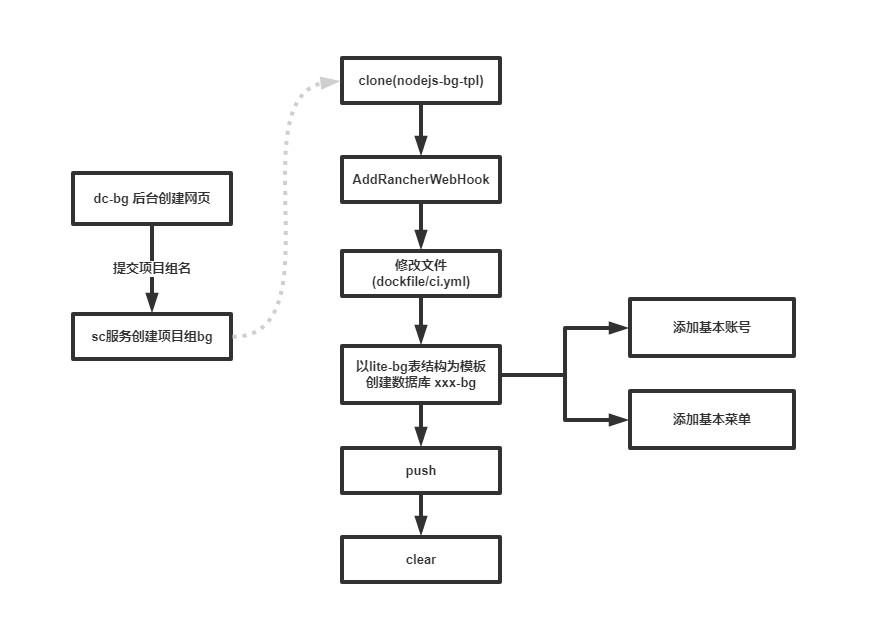 dc-bg 后台创建网页
提交项目组名
sc服务创建项目组bg
clone(nodejs-bg-tpl)
AddRancherWebHook
修改文件
(dockfile/ci.yml)
以lite-bg表结构为模板
创建数据库 xxx-bg
添加基本账号
添加基本菜单
push
clear